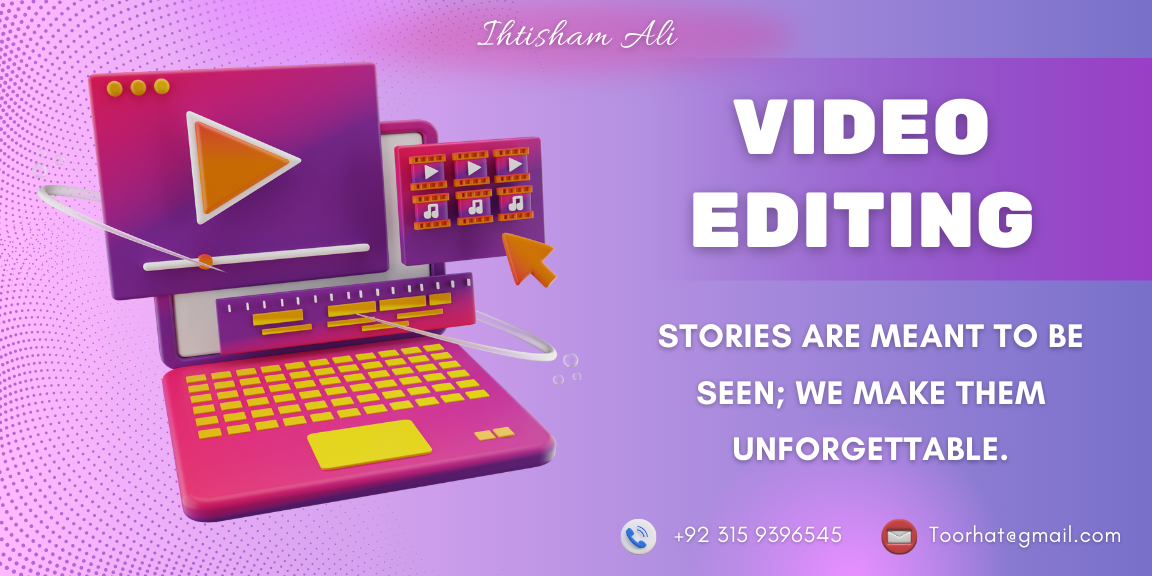 Ihtisham Ali
VIDEO
EDITING
STORIES ARE MEANT TO BE
SEEN; WE MAKE THEM
UNFORGETTABLE.
+92 315 9396545
Toorhat@gmail.com